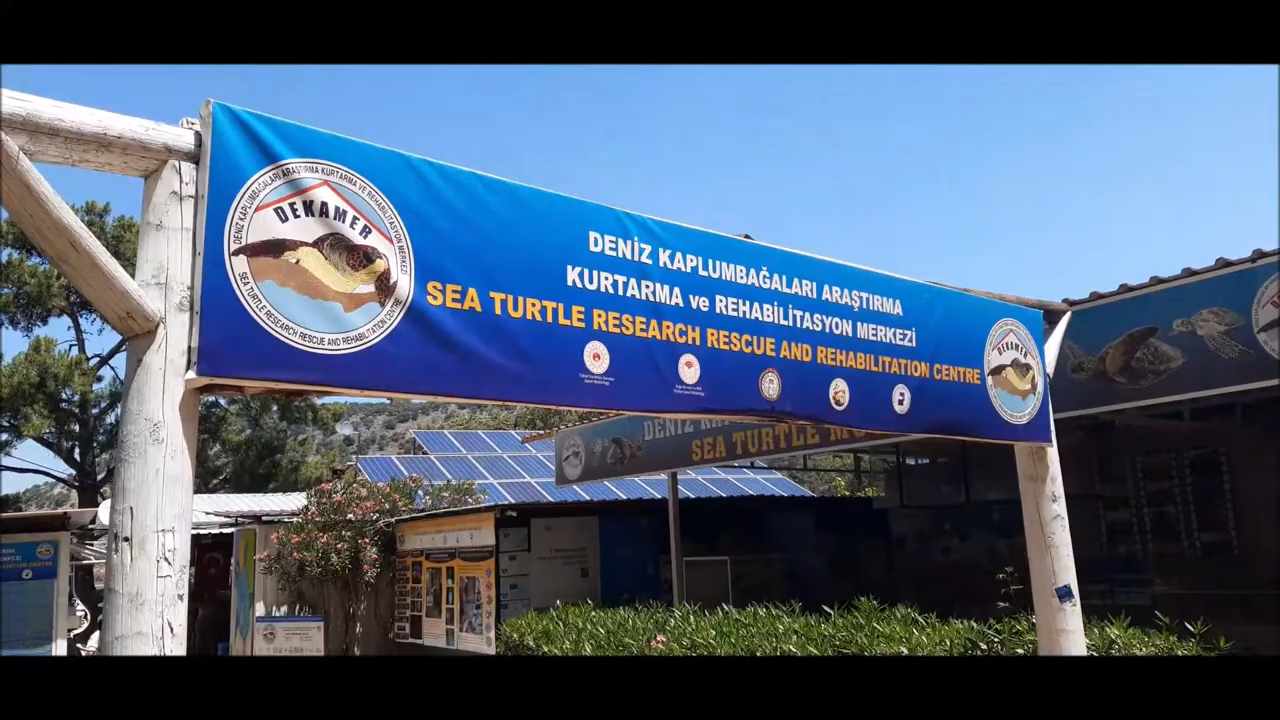 DENİZ KAPLUMBAĞALARI ARAŞTIRMA KURTARMA VE REHABİLİTASYON MERKEZİ
DEKAMER
SEA TURTLE RESEARCH RESCUE AND REHABILITATION CENTRE
DENİZ KAPLUMBAĞALARI ARAŞTIRMA
KURTARMA ve REHABİLİTASYON MERKEZİ
SEA TURTLE RESEARCH RESCUE AND REHABILITATION CENTRE
DEKAMER
DENİZ
SEA TURTLE